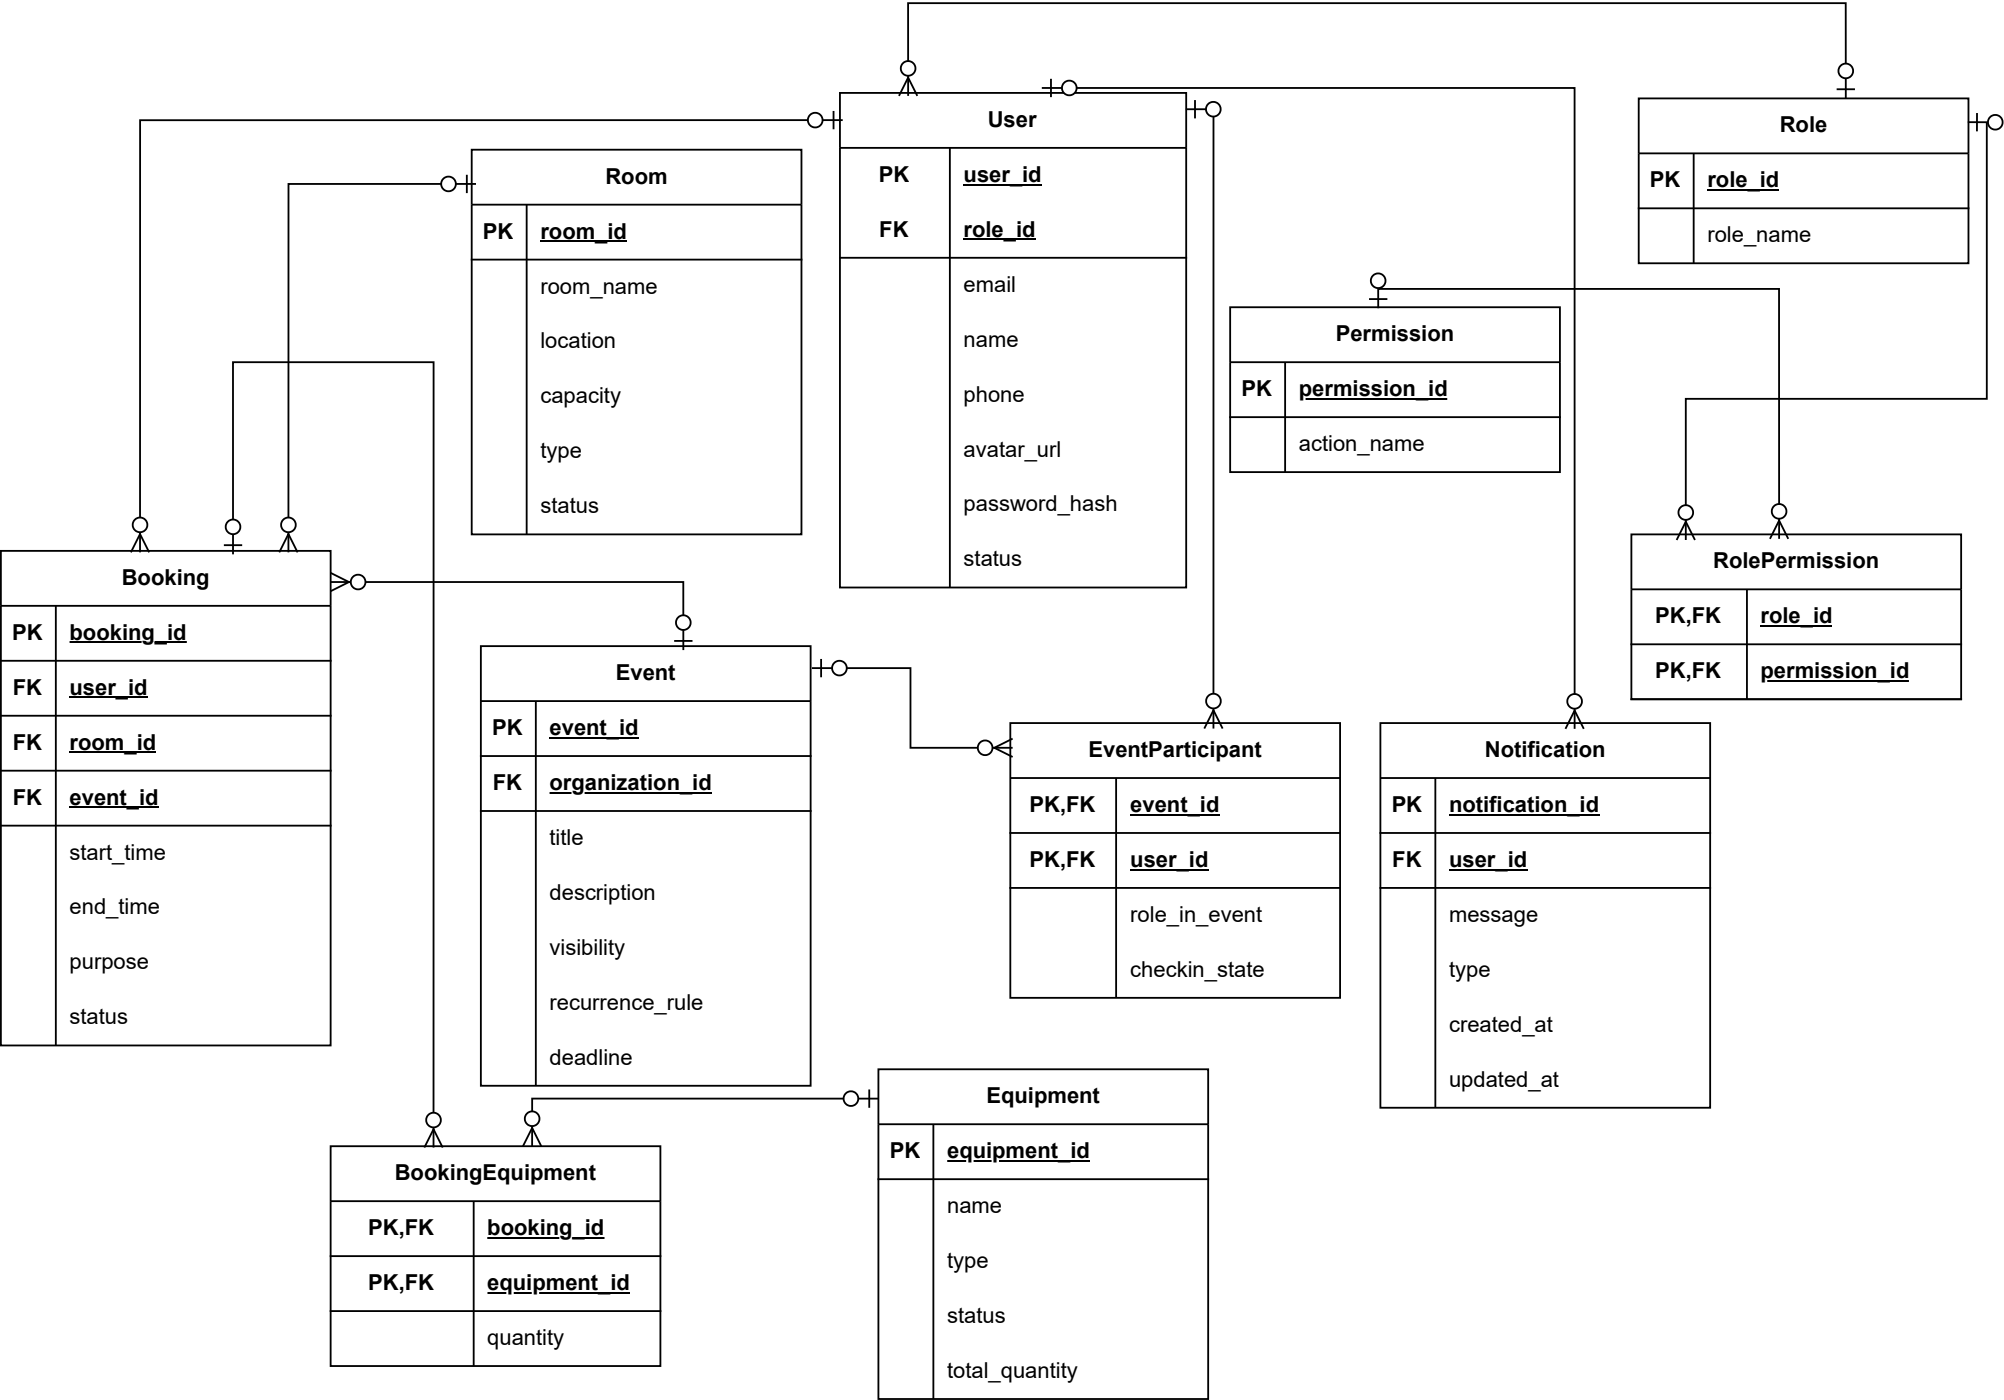 User
PK user_id
FK role_id
email
name
phone
avatar_url
password_hash
status
Role
PK role_id
role_name
Room
PK room_id
room_name
location
capacity
type
status
Permission
PK permission_id
action_name
Booking
PK booking_id
FK user_id
FK room_id
FK event_id
start_time
end_time
purpose
status
RolePermission
PK,FK role_id
PK,FK permission_id
Event
PK event_id
FK organization_id
title
description
visibility
recurrence_rule
deadline
EventParticipant
PK,FK event_id
PK,FK user_id
role_in_event
checkin_state
Notification
PK notification_id
FK user_id
message
type
created_at
updated_at
Equipment
PK equipment_id
name
type
status
total_quantity
BookingEquipment
PK,FK booking_id
PK,FK equipment_id
quantity